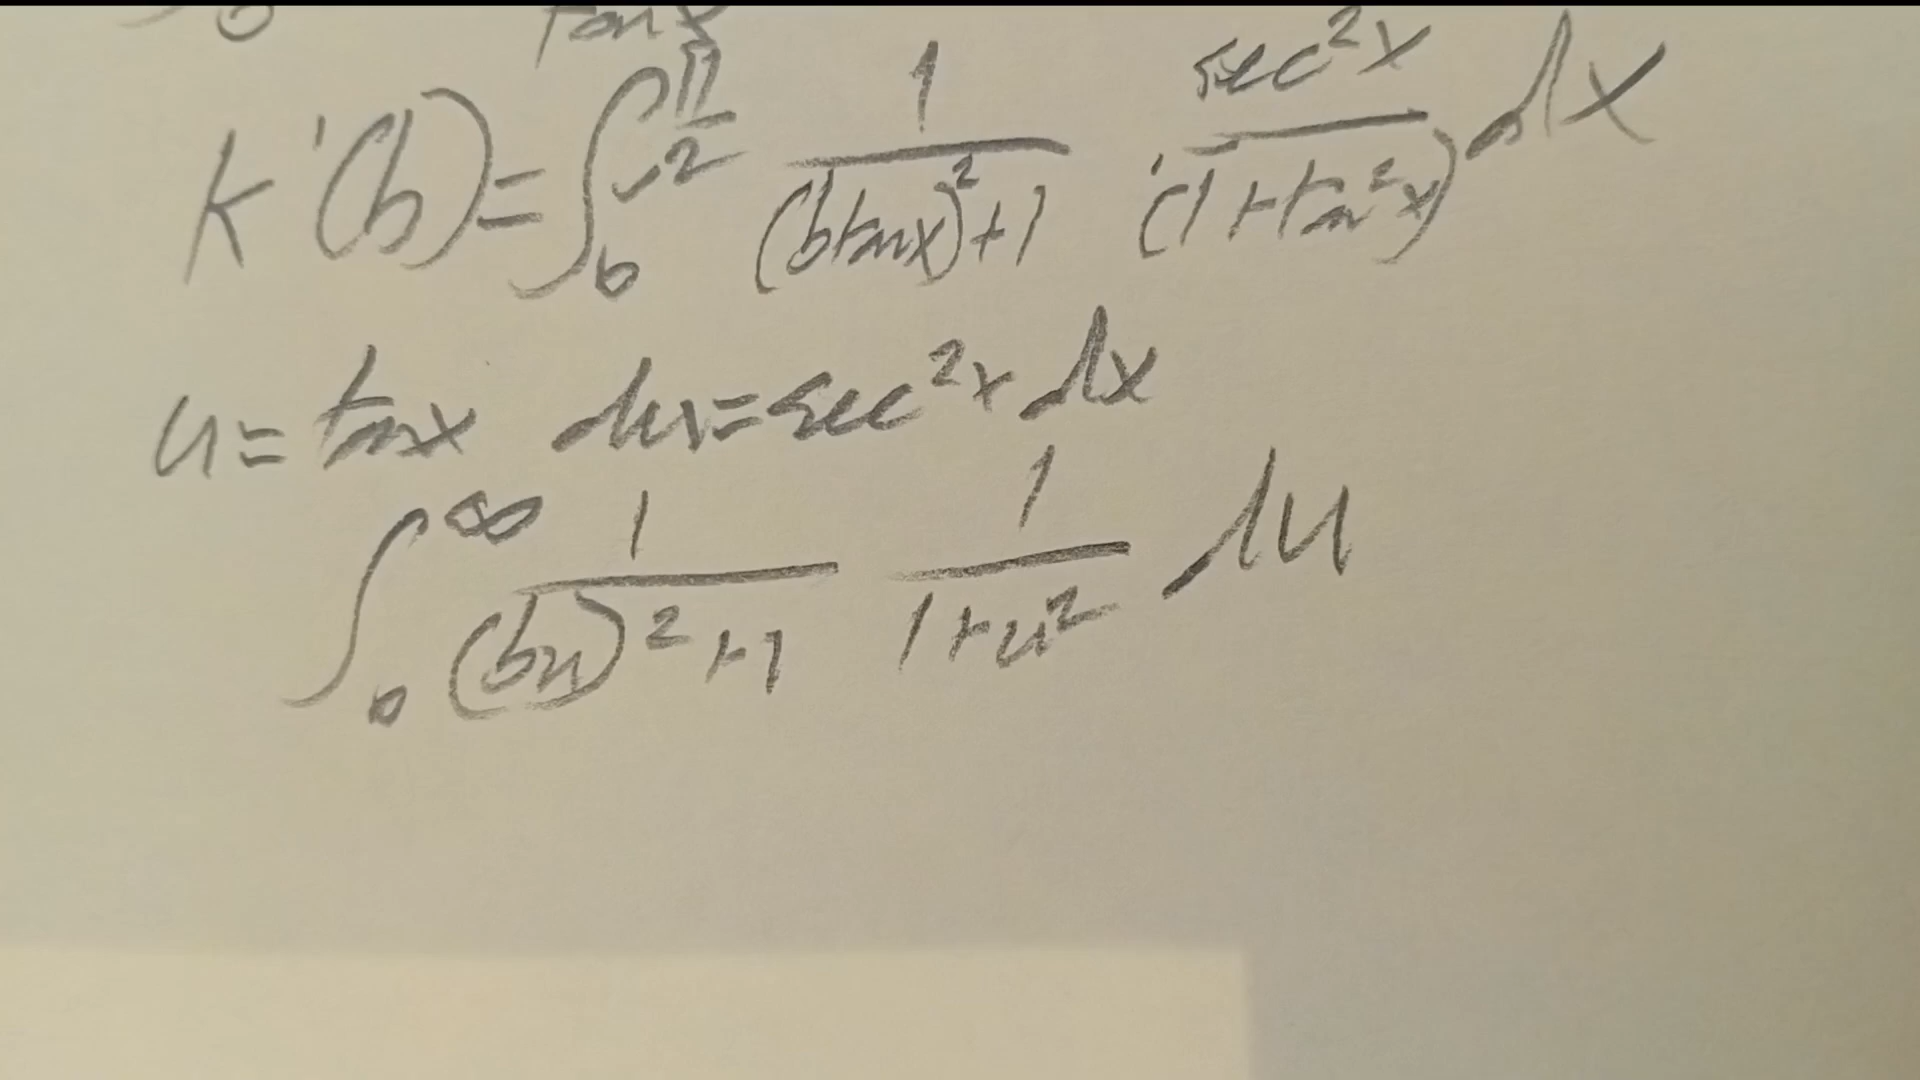 tan x
K'(b) = ∫₀^(π/2) 1/((b tan x)² + 1) · sec²x/(1 + tan²x) dx
u = tan x du = sec²x dx
∫₀^∞ 1/((bu)² + 1) 1/(1 + u²) du